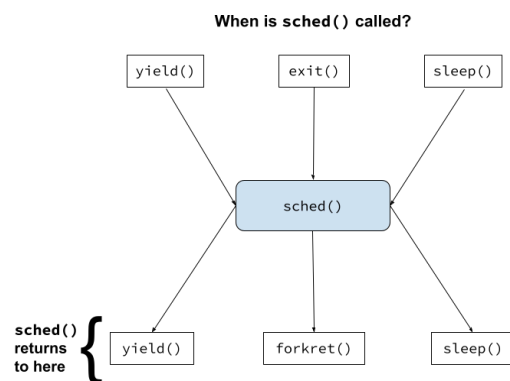 When is sched() called?
yield()
exit()
sleep()
sched()
sched()
returns
to here
{
yield()
forkret()
sleep()